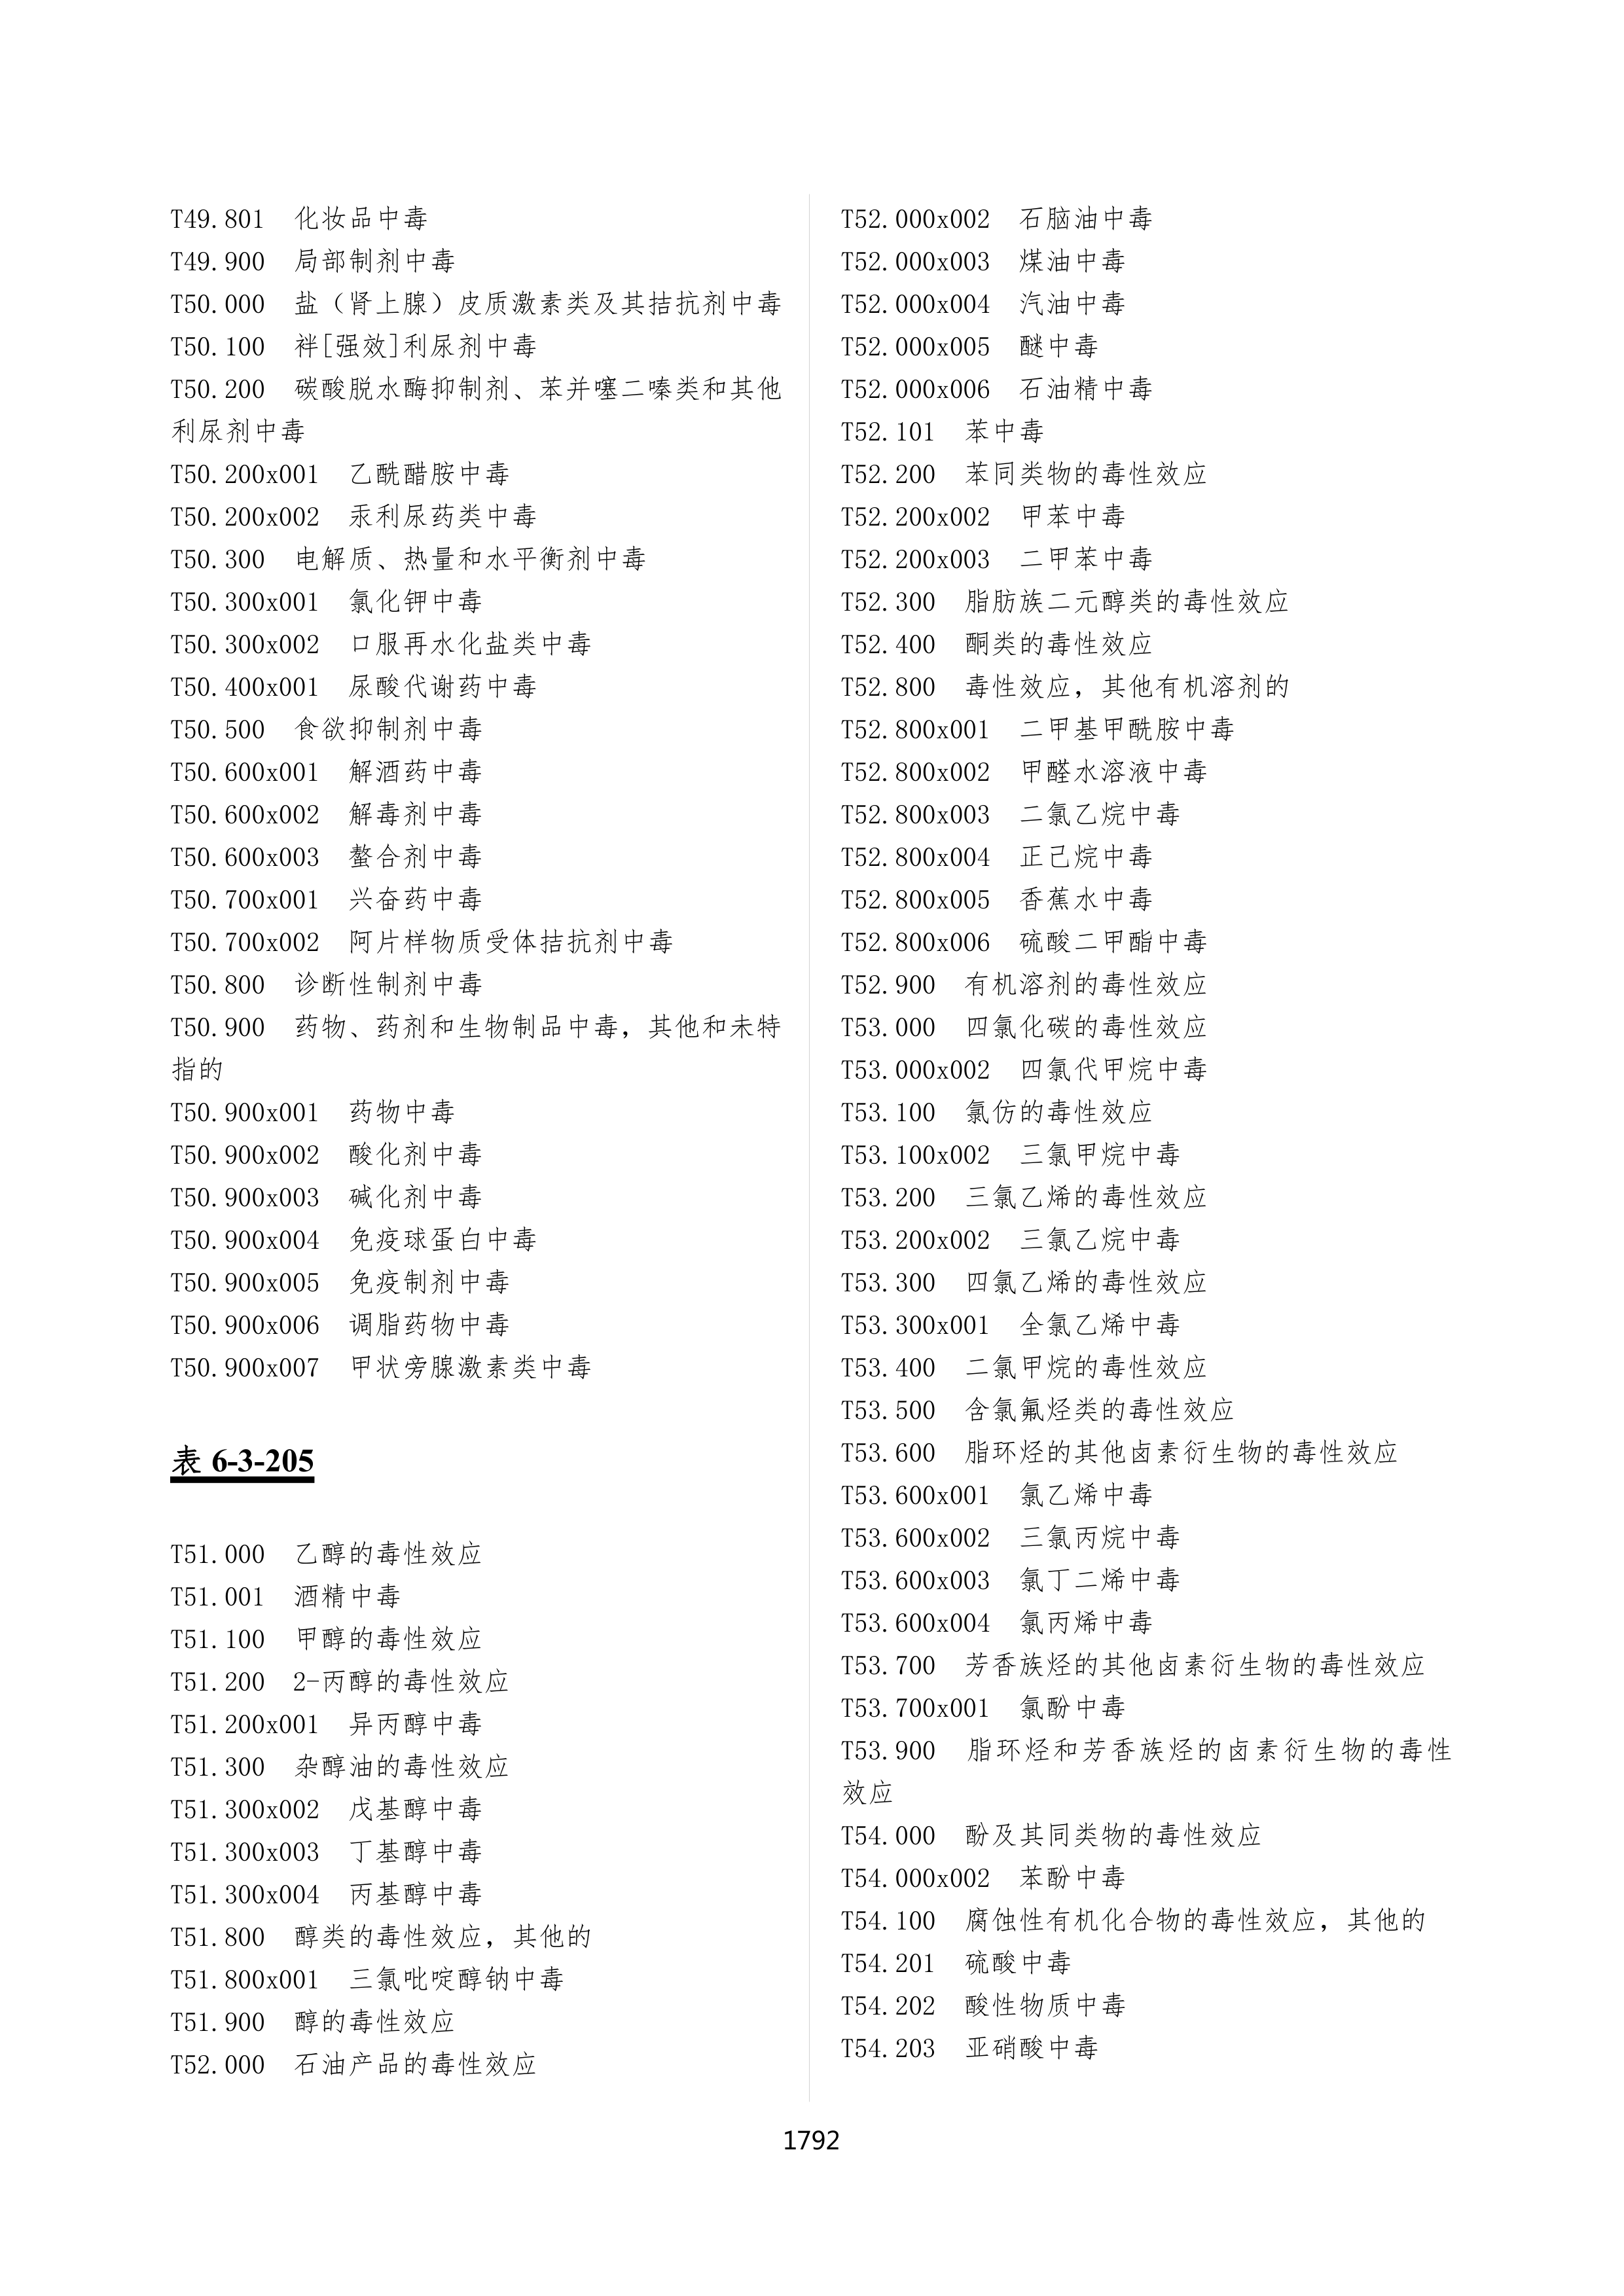 T49.801 化妆品中毒
T49.900 局部制剂中毒
T50.000 盐（肾上腺）皮质激素类及其拮抗剂中毒
T50.100 袢[强效]利尿剂中毒
T50.200 碳酸脱水酶抑制剂、苯并噻二嗪类和其他
利尿剂中毒
T50.200x001 乙酰醋胺中毒
T50.200x002 汞利尿药类中毒
T50.300 电解质、热量和水平衡剂中毒
T50.300x001 氯化钾中毒
T50.300x002 口服再水化盐类中毒
T50.400x001 尿酸代谢药中毒
T50.500 食欲抑制剂中毒
T50.600x001 解酒药中毒
T50.600x002 解毒剂中毒
T50.600x003 螯合剂中毒
T50.700x001 兴奋药中毒
T50.700x002 阿片样物质受体拮抗剂中毒
T50.800 诊断性制剂中毒
T50.900 药物、药剂和生物制品中毒，其他和未特
指的
T50.900x001 药物中毒
T50.900x002 酸化剂中毒
T50.900x003 碱化剂中毒
T50.900x004 免疫球蛋白中毒
T50.900x005 免疫制剂中毒
T50.900x006 调脂药物中毒
T50.900x007 甲状旁腺激素类中毒
表 6-3-205
T51.000 乙醇的毒性效应
T51.001 酒精中毒
T51.100 甲醇的毒性效应
T51.200 2-丙醇的毒性效应
T51.200x001 异丙醇中毒
T51.300 杂醇油的毒性效应
T51.300x002 戊基醇中毒
T51.300x003 丁基醇中毒
T51.300x004 丙基醇中毒
T51.800 醇类的毒性效应，其他的
T51.800x001 三氯吡啶醇钠中毒
T51.900 醇的毒性效应
T52.000 石油产品的毒性效应
T52.000x002 石脑油中毒
T52.000x003 煤油中毒
T52.000x004 汽油中毒
T52.000x005 醚中毒
T52.000x006 石油精中毒
T52.101 苯中毒
T52.200 苯同类物的毒性效应
T52.200x002 甲苯中毒
T52.200x003 二甲苯中毒
T52.300 脂肪族二元醇类的毒性效应
T52.400 酮类的毒性效应
T52.800 毒性效应，其他有机溶剂的
T52.800x001 二甲基甲酰胺中毒
T52.800x002 甲醛水溶液中毒
T52.800x003 二氯乙烷中毒
T52.800x004 正己烷中毒
T52.800x005 香蕉水中毒
T52.800x006 硫酸二甲酯中毒
T52.900 有机溶剂的毒性效应
T53.000 四氯化碳的毒性效应
T53.000x002 四氯代甲烷中毒
T53.100 氯仿的毒性效应
T53.100x002 三氯甲烷中毒
T53.200 三氯乙烯的毒性效应
T53.200x002 三氯乙烷中毒
T53.300 四氯乙烯的毒性效应
T53.300x001 全氯乙烯中毒
T53.400 二氯甲烷的毒性效应
T53.500 含氯氟烃类的毒性效应
T53.600 脂环烃的其他卤素衍生物的毒性效应
T53.600x001 氯乙烯中毒
T53.600x002 三氯丙烷中毒
T53.600x003 氯丁二烯中毒
T53.600x004 氯丙烯中毒
T53.700 芳香族烃的其他卤素衍生物的毒性效应
T53.700x001 氯酚中毒
T53.900 脂环烃和芳香族烃的卤素衍生物的毒性
效应
T54.000 酚及其同类物的毒性效应
T54.000x002 苯酚中毒
T54.100 腐蚀性有机化合物的毒性效应，其他的
T54.201 硫酸中毒
T54.202 酸性物质中毒
T54.203 亚硝酸中毒
1792